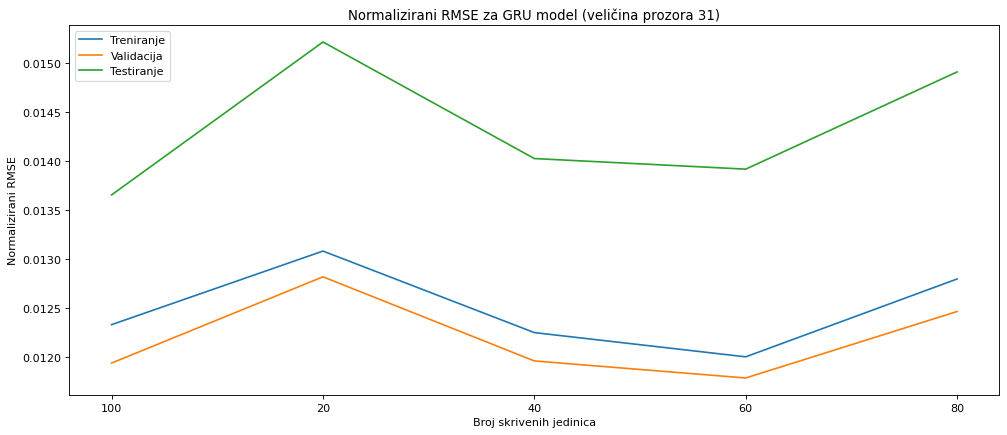 Normalizirani RMSE za GRU model (veličina prozora 31)
Treniranje
Validacija
Testiranje
Normalizirani RMSE
0.0150
0.0145
0.0140
0.0135
0.0130
0.0125
0.0120
100 20 40 60 80
Broj skrivenih jedinica